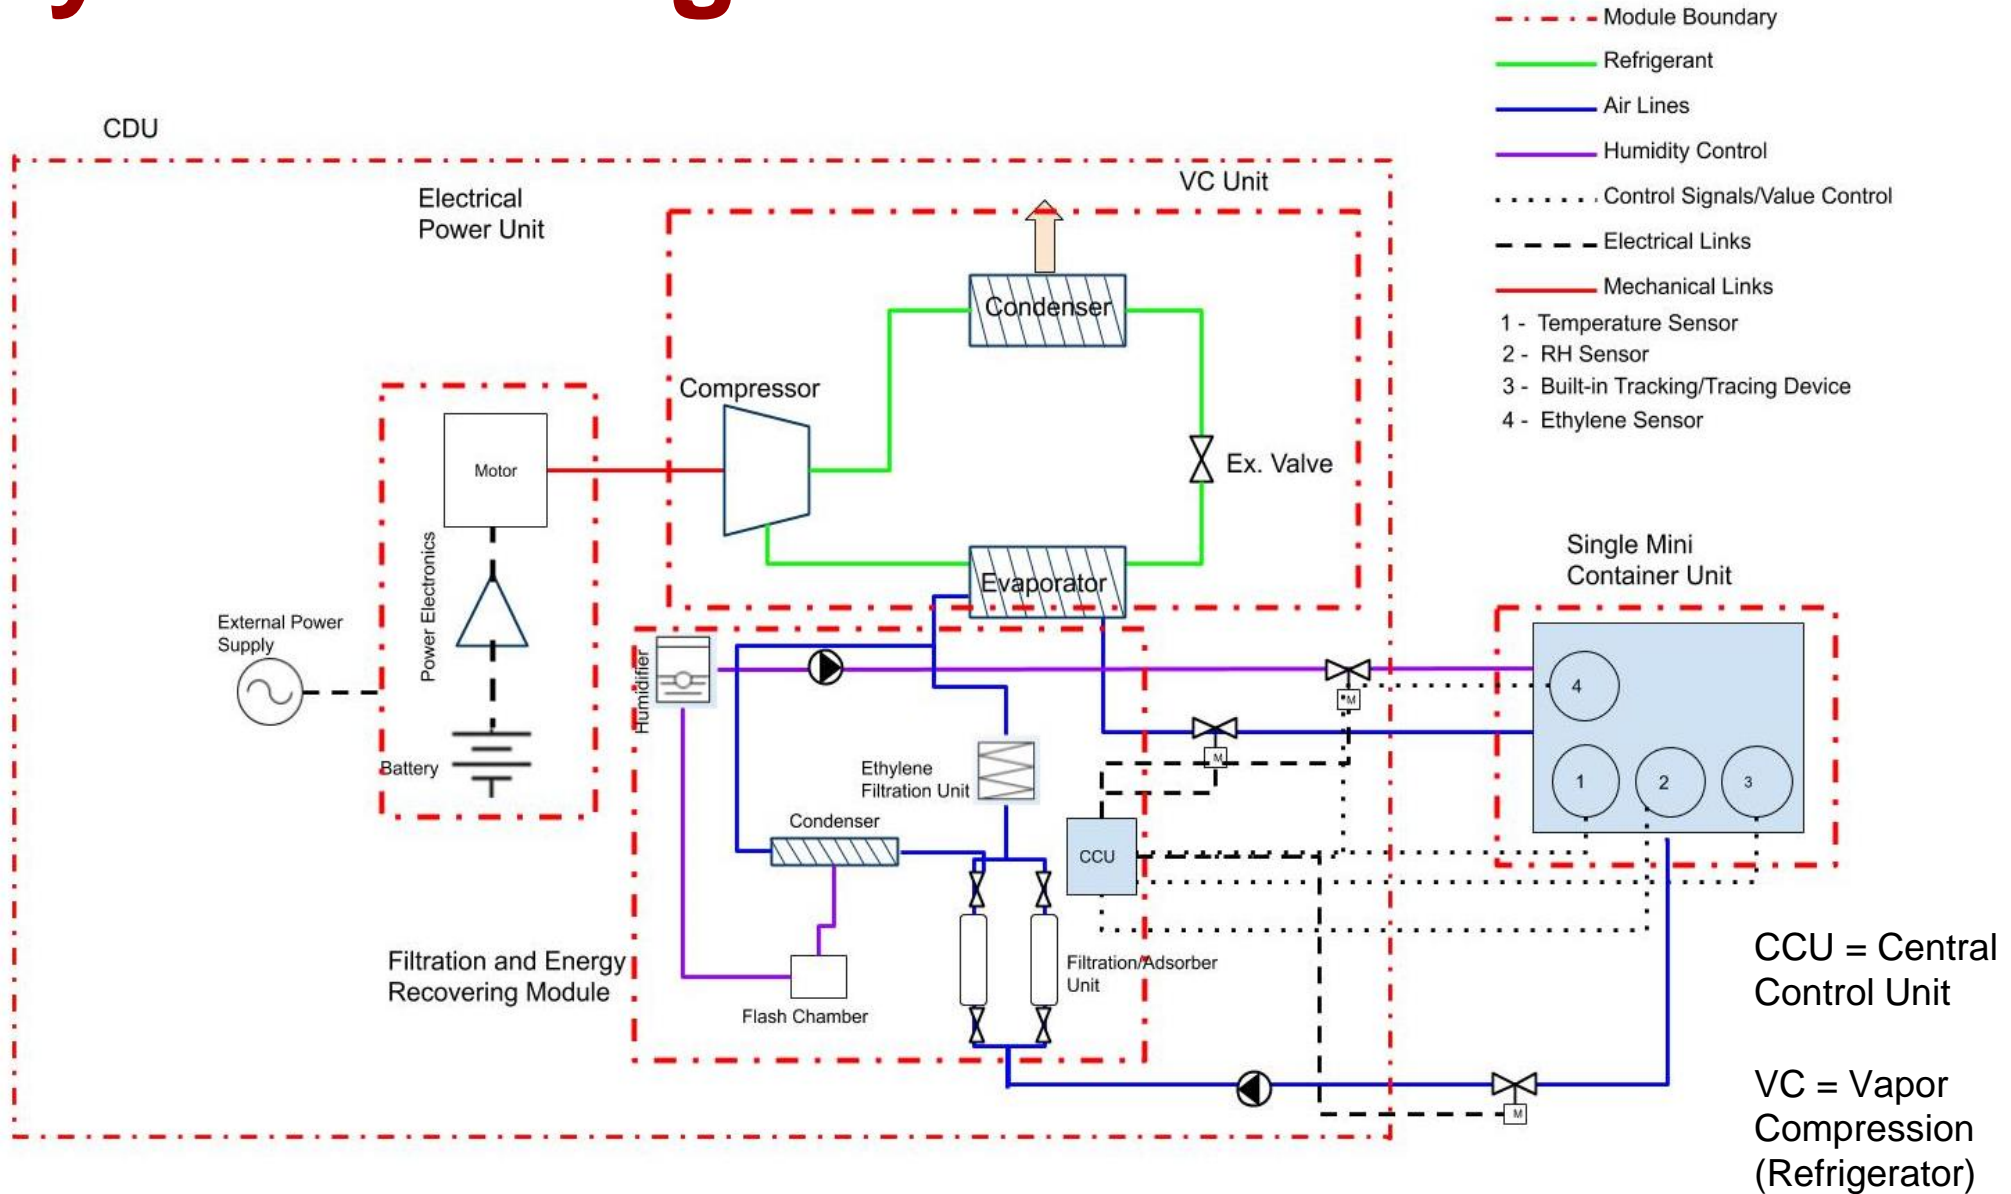 Module Boundary
Refrigerant
Air Lines
Humidity Control
Control Signals/Value Control
Electrical Links
Mechanical Links
1 - Temperature Sensor
2 - RH Sensor
3 - Built-in Tracking/Tracing Device
4 - Ethylene Sensor
CDU
Electrical
Power Unit
VC Unit
Condenser
Compressor
Motor
Ex. Valve
Power Electronics
Evaporator
Single Mini
Container Unit
External Power
Supply
Humidifier
4
M
M
Battery
Ethylene
Filtration Unit
1
2
3
Condenser
CCU
Filtration and Energy
Recovering Module
Filtration/Adsorber
Unit
Flash Chamber
M
CCU = Central
Control Unit
VC = Vapor
Compression
(Refrigerator)